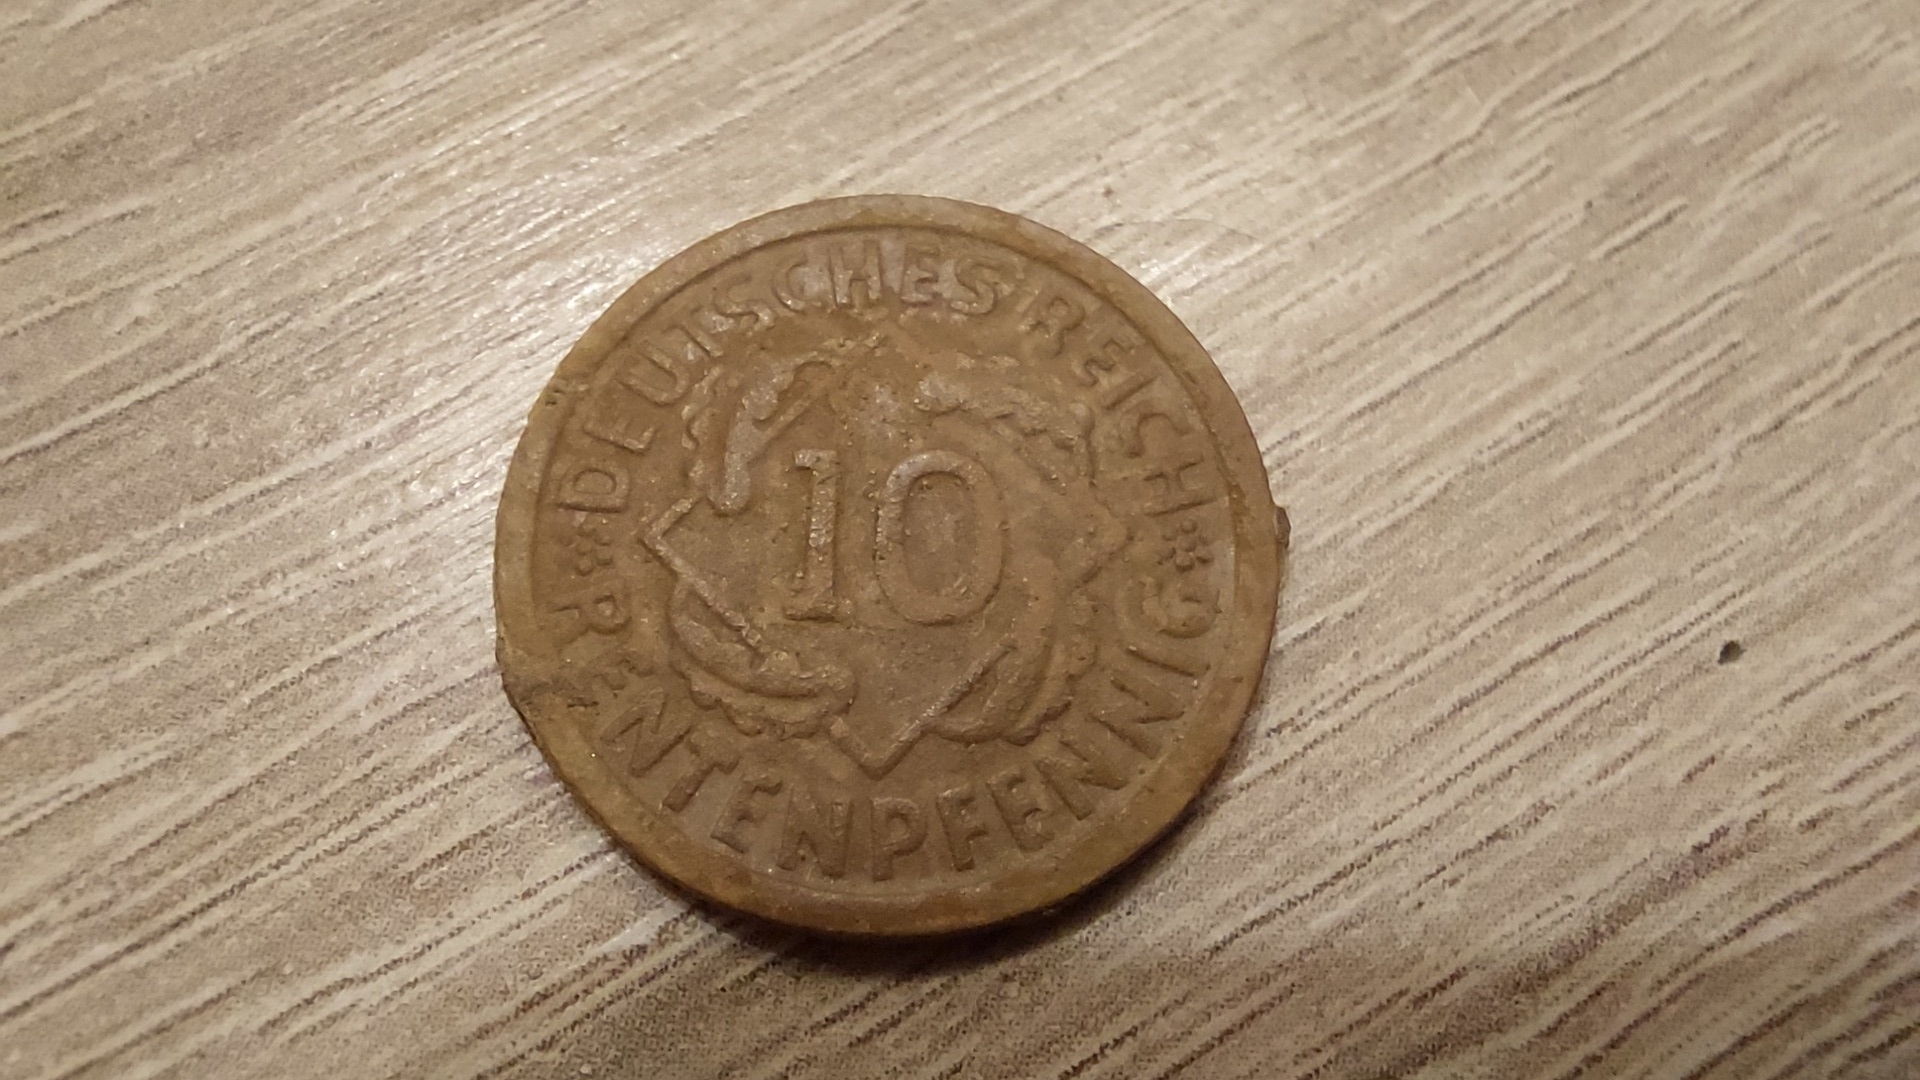 DEUTSCHES REICH
10
RENTENPFENNIG